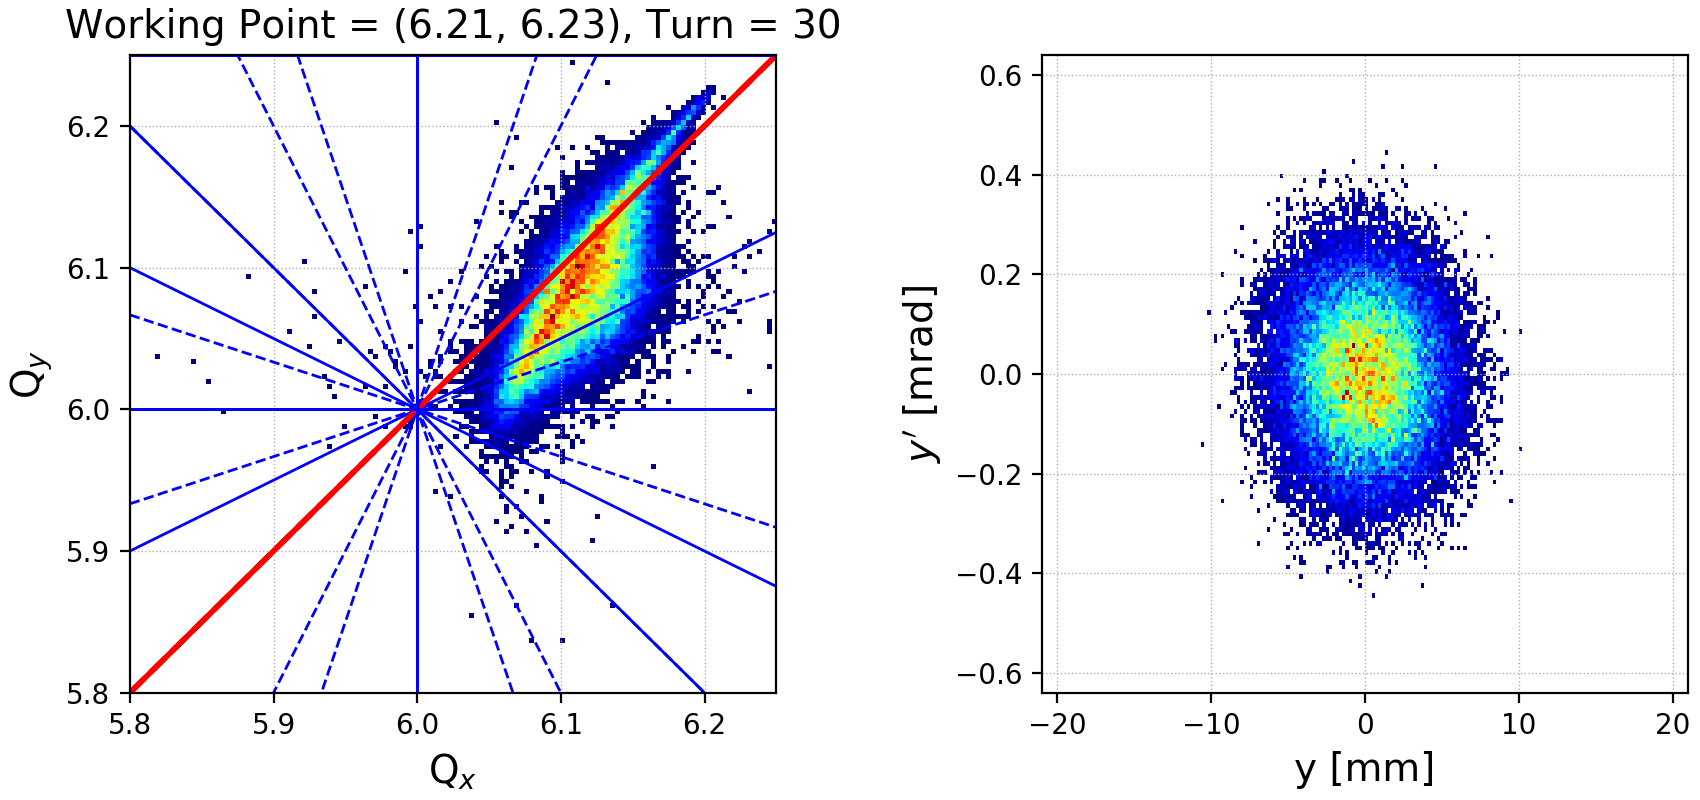 Working Point = (6.21, 6.23), Turn = 30
6.2
6.1
6.0
5.9
5.8
Q_y
5.8 5.9 6.0 6.1 6.2
Q_x
0.6
0.4
0.2
0.0
−0.2
−0.4
−0.6
y′ [mrad]
−20 −10 0 10 20
y [mm]